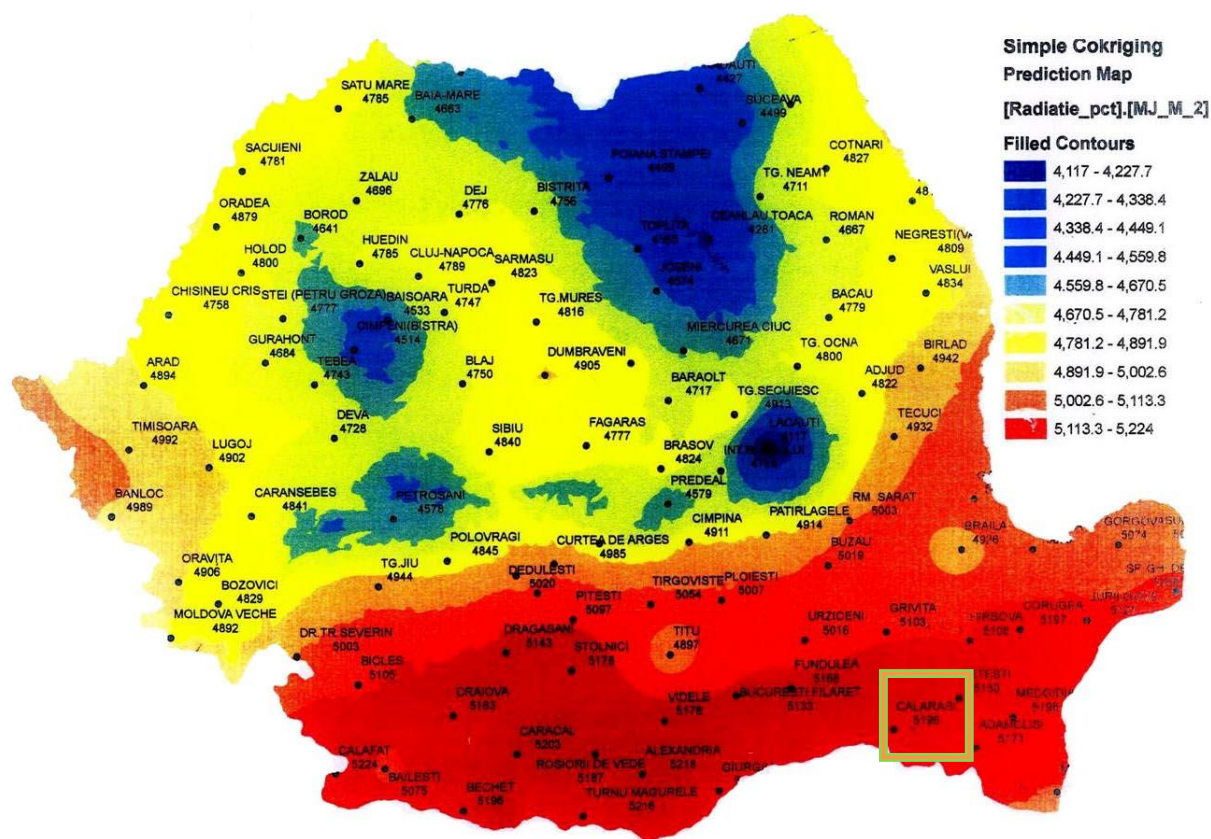 Simple Cokriging
Prediction Map
[Radiatie_pct].[MJ_M_2]
Filled Contours
4,117 - 4,227.7
4,227.7 - 4,338.4
4,338.4 - 4,449.1
4,449.1 - 4,559.8
4.559.8 - 4,670.5
4,670.5 - 4,781.2
4,781.2 - 4,891.9
4,891.9 - 5,002.6
5,002.6 - 5,113.3
5,113.3 - 5,224
4427
SATU MARE
4785
BAIA-MARE
4663
SUCEAVA
4499
SACUIENI
4781
POIANA STAMPEI
COTNARI
4827
ZALAU
4696
DEJ
4776
BISTRITA
4756
TG. NEAMT
4711
ORADEA
4879
BOROD
4641
TOPLITA
CEAHLAU TOACA
4281
ROMAN
4667
HOLOD
4800
HUEDIN
4785
CLUJ-NAPOCA
4789
SARMASU
4823
4809
CHISINEU CRIS
4758
STEI (PETRU GROZA)
4777
BAISOARA
4533
TURDA
4747
JOSENI
4574
VASLUI
4834
CIMPENI(BISTRA)
4514
TG.MURES
4816
BACAU
4779
GURAHONT
4684
MIERCUREA CIUC
4671
TG. OCNA
4800
BIRLAD
4942
ARAD
4894
TEBEA
4743
BLAJ
4750
DUMBRAVENI
4905
BARAOLT
4717
TG.SECUIESC
4913
ADJUD
4822
TIMISOARA
4992
LUGOJ
4902
DEVA
4728
SIBIU
4840
FAGARAS
4777
BRASOV
4824
LACAUTI
4117
TECUCI
4932
BANLOC
4989
CARANSEBES
4841
PETROSANI
4578
PREDEAL
4579
RM. SARAT
5003
CIMPINA
4911
PATIRLAGELE
4914
BRAILA
4926
ORAVITA
4906
POLOVRAGI
4845
CURTEA DE ARGES
4985
BUZAU
5019
BOZOVICI
4829
TG.JIU
4944
DEDULESTI
5020
TIRGOVISTE
5054
PLOIESTI
5007
MOLDOVA VECHE
4892
PITESTI
5097
DR.TR.SEVERIN
5003
DRAGASANI
5143
STOLNICI
5178
TITU
4897
URZIDENI
5016
GRIVITA
5103
BICLES
5105
FUNDULEA
CRAIOVA
VIDELE
5178
BUCURESTI FILARET
5133
CALARASI
ADAMCLISI
CARACAL
5203
ALEXANDRIA
5218
CALAFAT
5224
BAILESTI
5075
ROSIORII DE VEDE
5187
BECHET
TURNU MAGURELE
5216